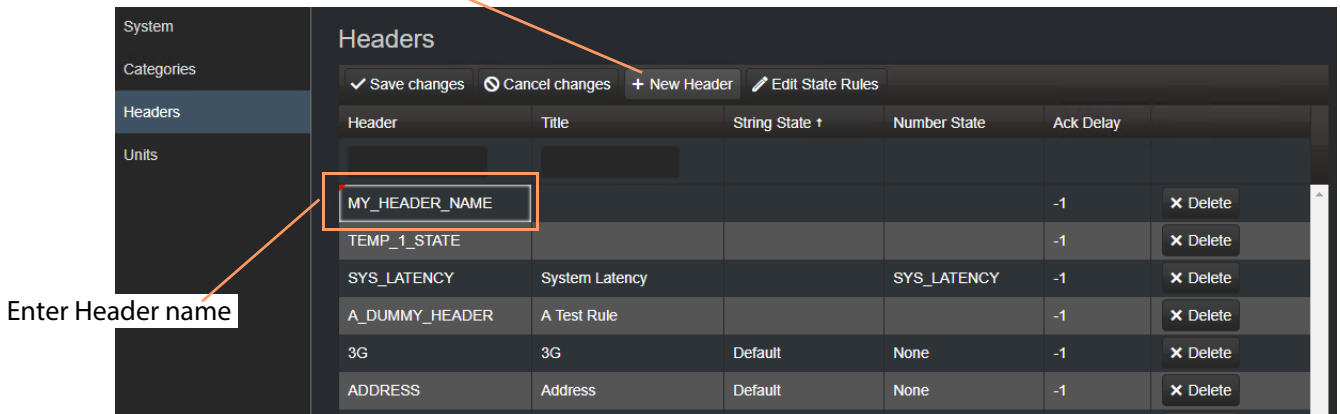 System
Categories
Headers
Units
Headers
Save changes Cancel changes + New Header Edit State Rules
Header Title String State ↑ Number State Ack Delay
MY_HEADER_NAME -1 × Delete
TEMP_1_STATE -1 × Delete
SYS_LATENCY System Latency SYS_LATENCY -1 × Delete
A_DUMMY_HEADER A Test Rule -1 × Delete
3G 3G Default None -1 × Delete
ADDRESS Address Default None -1 × Delete
Enter Header name